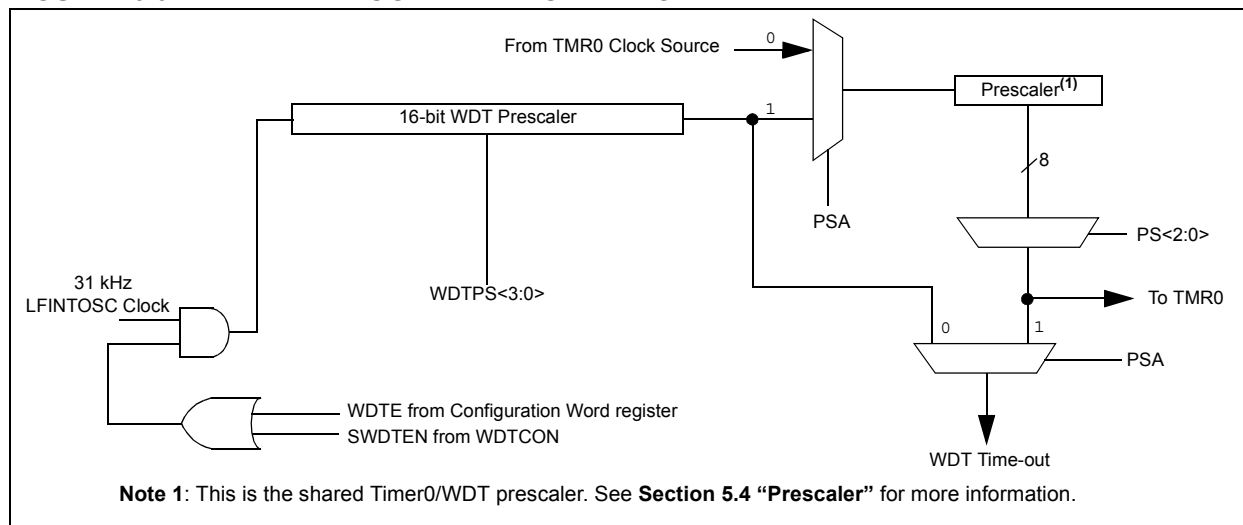 From TMR0 Clock Source
0
Prescaler(1)
16-bit WDT Prescaler
1
8
PSA
PS<2:0>
31 kHz
LFINTOSC Clock
WDTPS<3:0>
To TMR0
0
1
PSA
WDTE from Configuration Word register
SWDTEN from WDTCON
WDT Time-out
Note 1: This is the shared Timer0/WDT prescaler. See Section 5.4 “Prescaler” for more information.